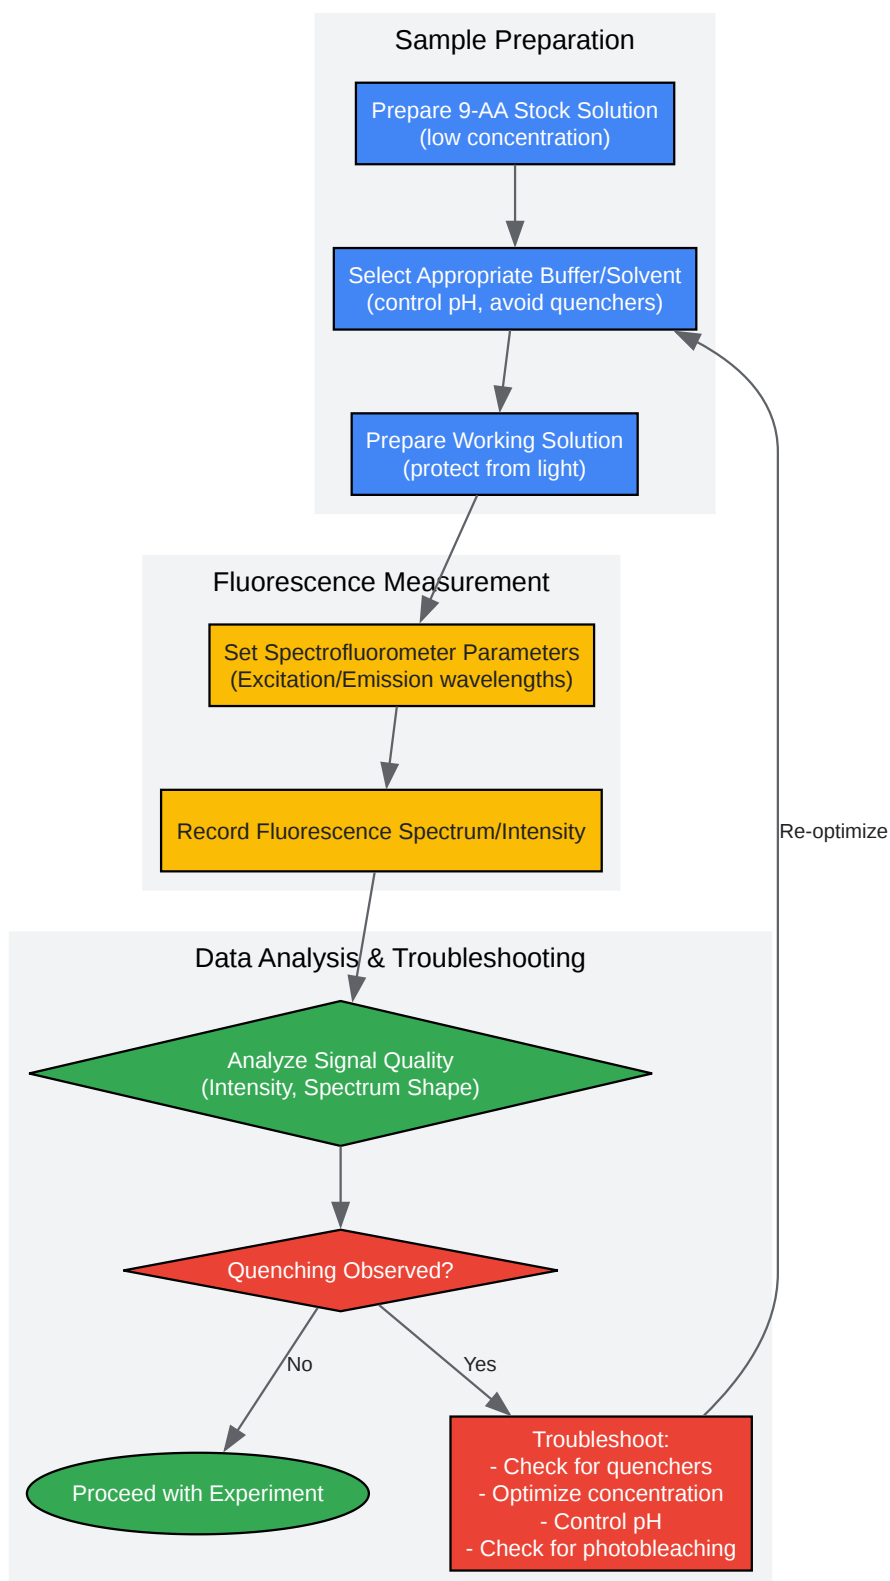 Sample Preparation
Prepare 9-AA Stock Solution
(low concentration)
Select Appropriate Buffer/Solvent
(control pH, avoid quenchers)
Prepare Working Solution
(protect from light)
Fluorescence Measurement
Set Spectrofluorometer Parameters
(Excitation/Emission wavelengths)
Record Fluorescence Spectrum/Intensity
Re-optimize
Data Analysis & Troubleshooting
Analyze Signal Quality
(Intensity, Spectrum Shape)
Quenching Observed?
No
Yes
Proceed with Experiment
Troubleshoot:
- Check for quenchers
- Optimize concentration
- Control pH
- Check for photobleaching